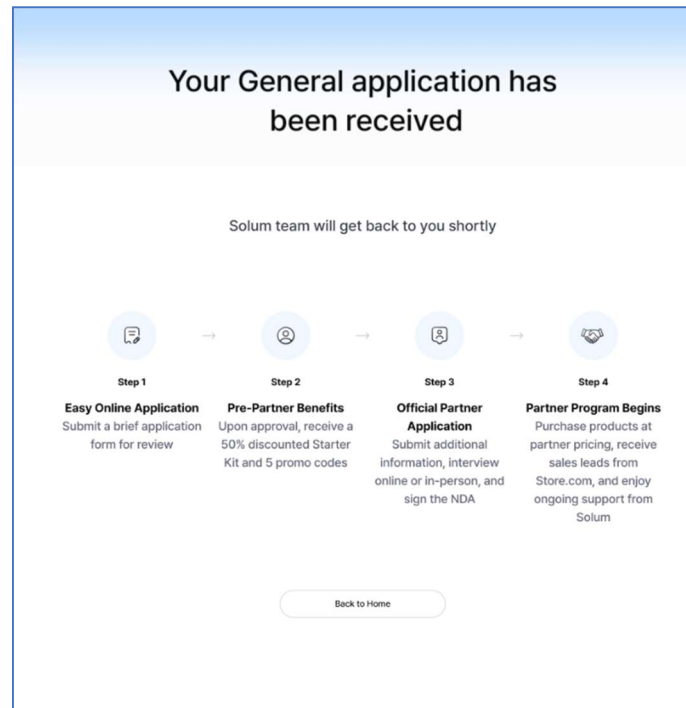 Your General application has
been received
Solum team will get back to you shortly
Step 1
Easy Online Application
Submit a brief application
form for review
Step 2
Pre-Partner Benefits
Upon approval, receive a
50% discounted Starter
Kit and 5 promo codes
Step 3
Official Partner
Application
Submit additional
information, interview
online or in-person, and
sign the NDA
Step 4
Partner Program Begins
Purchase products at
partner pricing, receive
sales leads from
Store.com, and enjoy
ongoing support from
Solum
Back to Home